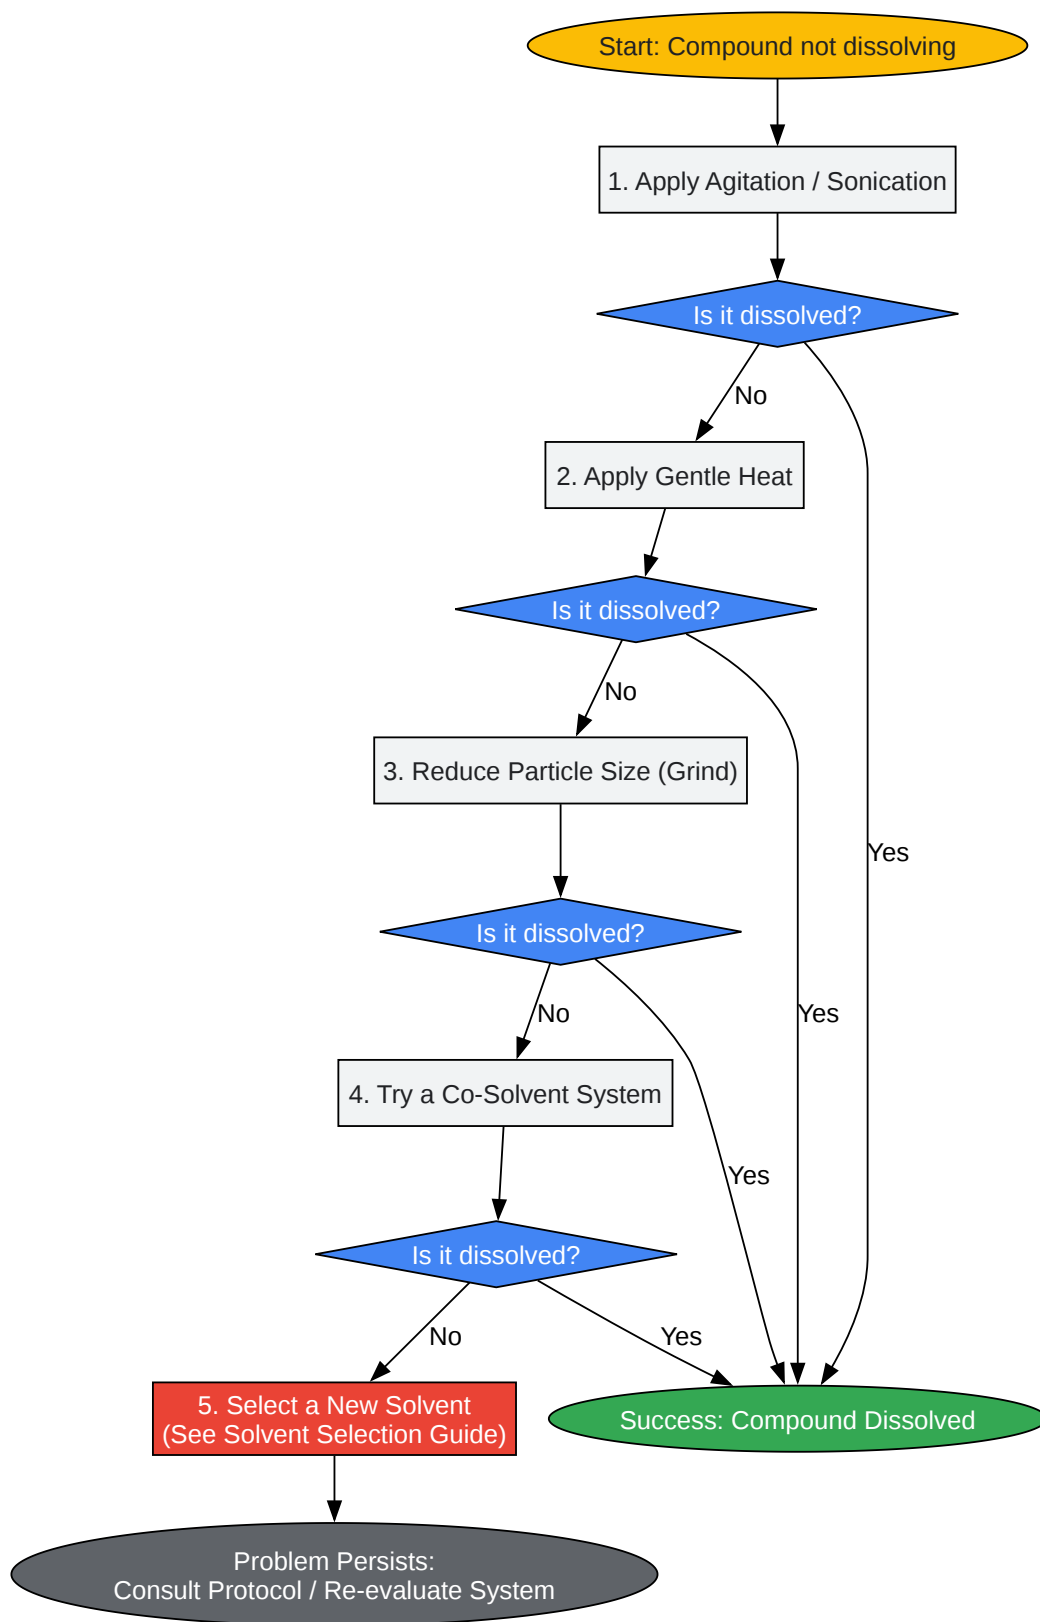 Start: Compound not dissolving
1. Apply Agitation / Sonication
Is it dissolved?
No
2. Apply Gentle Heat
Is it dissolved?
No
3. Reduce Particle Size (Grind)
Yes
Is it dissolved?
No
Yes
4. Try a Co-Solvent System
Yes
Is it dissolved?
No
Yes
5. Select a New Solvent
(See Solvent Selection Guide)
Success: Compound Dissolved
Problem Persists:
Consult Protocol / Re-evaluate System